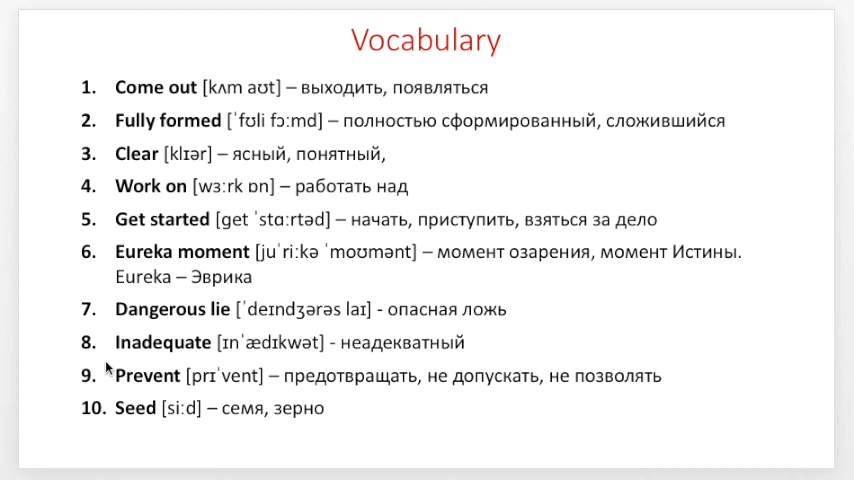 Vocabulary
1. Come out [kʌm aʊt] – выходить, появляться
2. Fully formed [ˈfʊli fɔːmd] – полностью сформированный, сложившийся
3. Clear [klɪər] – ясный, понятный,
4. Work on [wɜːrk ɒn] – работать над
5. Get started [get ˈstɑːrtəd] – начать, приступить, взяться за дело
6. Eureka moment [juˈriːkə ˈmoʊmənt] – момент озарения, момент Истины.
Eureka – Эврика
7. Dangerous lie [ˈdeɪndʒərəs laɪ] - опасная ложь
8. Inadequate [ɪnˈædɪkwət] - неадекватный
9. Prevent [prɪˈvent] – предотвращать, не допускать, не позволять
10. Seed [siːd] – семя, зерно